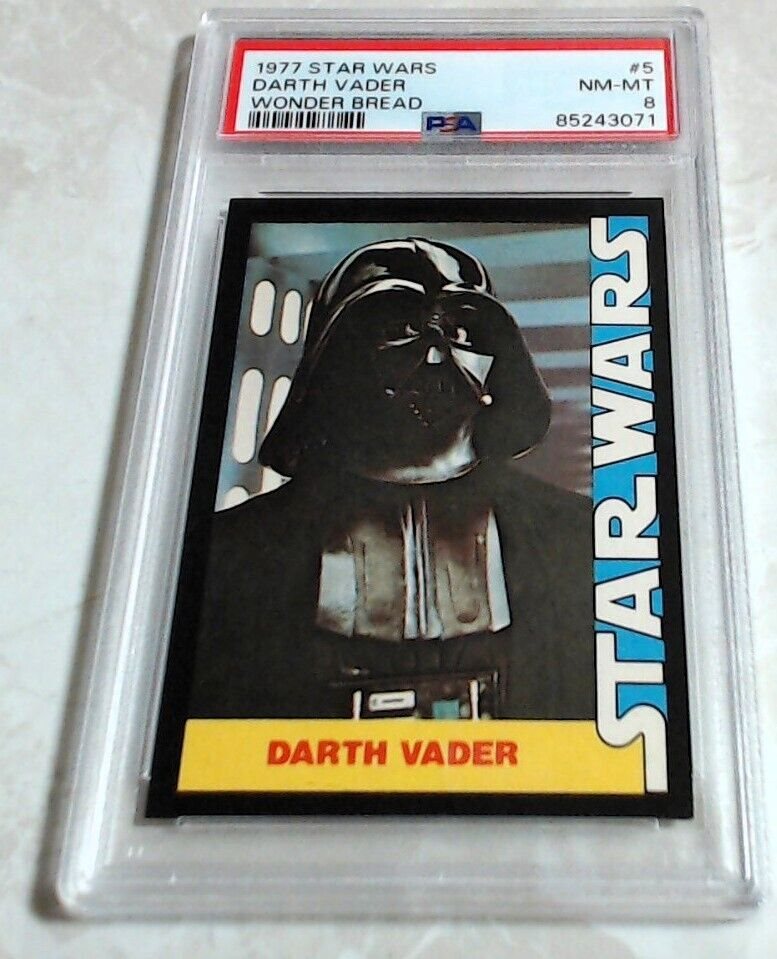 1977 STAR WARS #5
DARTH VADER NM-MT
WONDER BREAD 8
PSA 85243071
STAR WARS
DARTH VADER